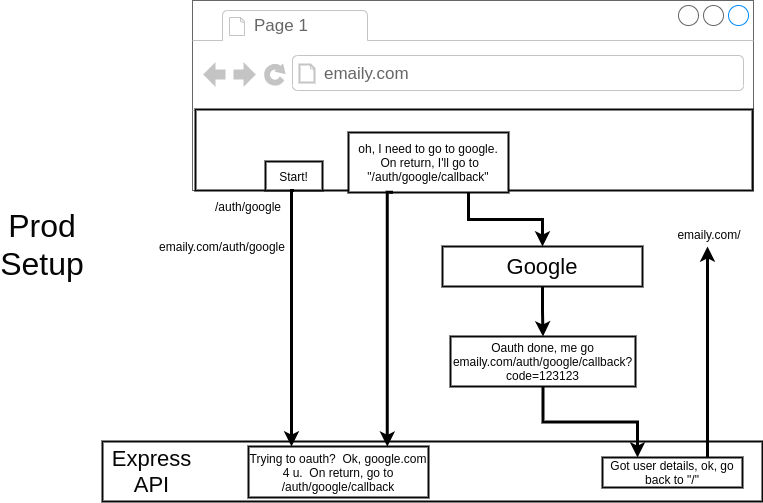 Page 1
emaily.com
oh, I need to go to google.
On return, I'll go to
"/auth/google/callback"
Start!
/auth/google
emaily.com/auth/google
Prod
Setup
emaily.com/
Google
Oauth done, me go
emaily.com/auth/google/callback?
code=123123
Express
API
Trying to oauth? Ok, google.com
4 u. On return, go to
/auth/google/callback
Got user details, ok, go
back to "/"